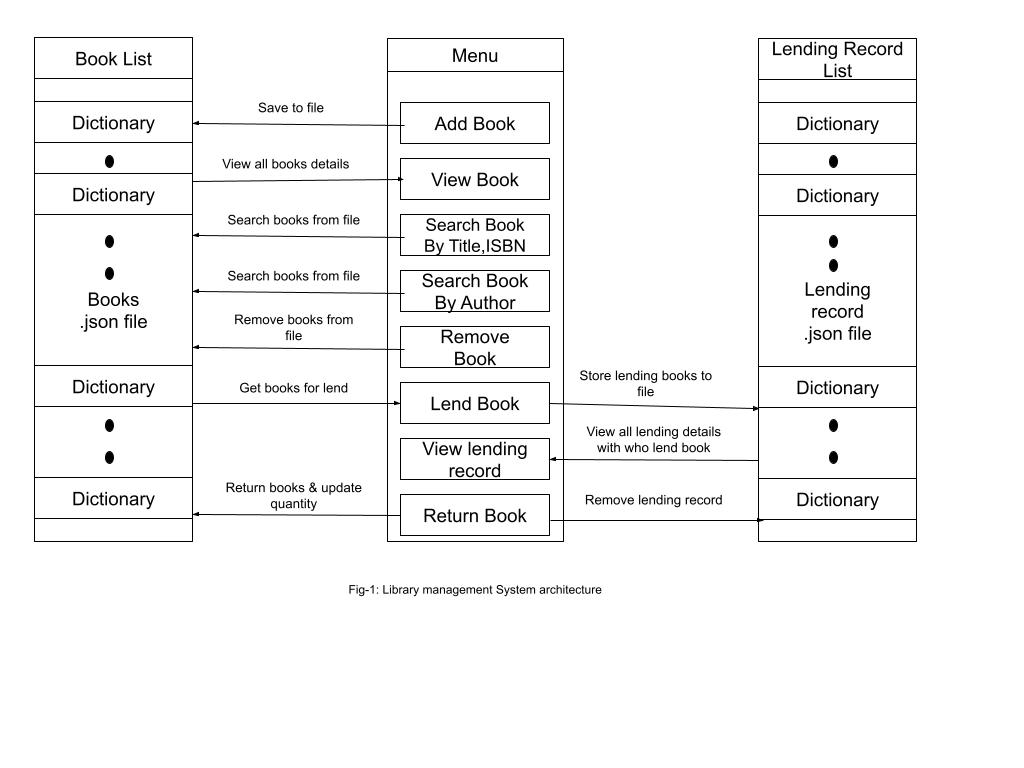 Book List
Dictionary
Dictionary
Books
.json file
Dictionary
Dictionary
Save to file
View all books details
Search books from file
Search books from file
Remove books from
file
Get books for lend
Return books & update
quantity
Menu
Add Book
View Book
Search Book
By Title,ISBN
Search Book
By Author
Remove
Book
Lend Book
View lending
record
Return Book
Store lending books to
file
View all lending details
with who lend book
Remove lending record
Lending Record
List
Dictionary
Dictionary
Lending
record
.json file
Dictionary
Dictionary
Fig-1: Library management System architecture